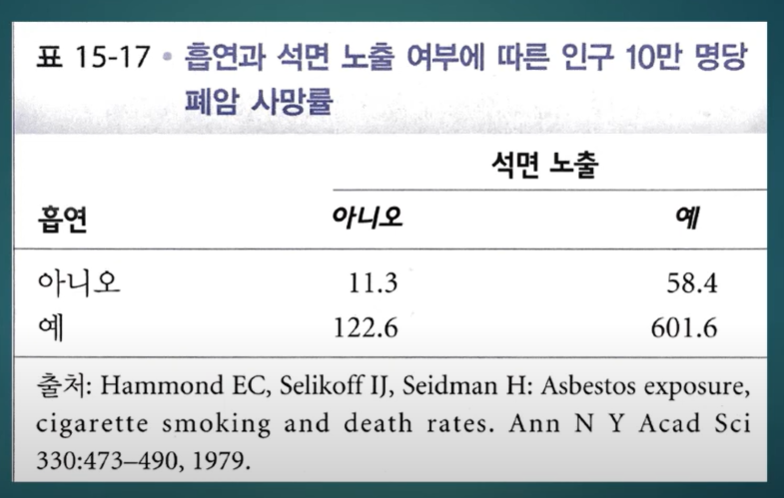 표 15-17 • 흡연과 석면 노출 여부에 따른 인구 10만 명당
폐암 사망률
석면 노출
흡연 아니오 예
아니오 11.3 58.4
예 122.6 601.6
출처: Hammond EC, Selikoff IJ, Seidman H: Asbestos exposure,
cigarette smoking and death rates. Ann N Y Acad Sci
330:473–490, 1979.